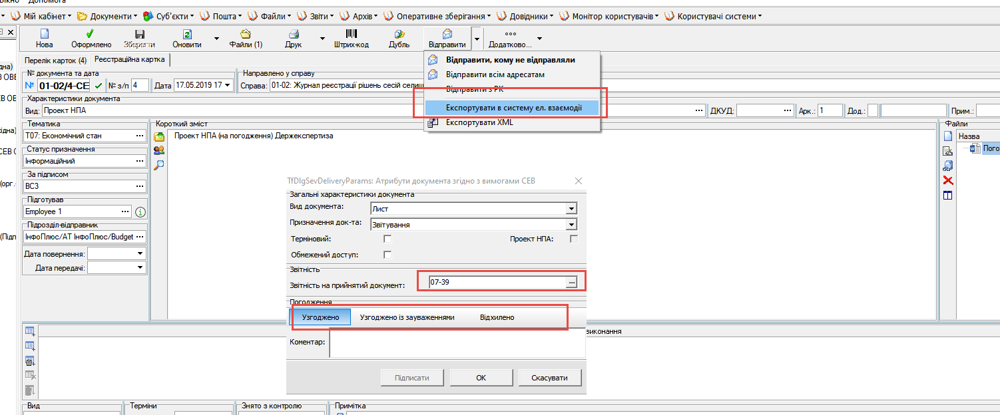 Вікно Допомога
Мій кабінет Документи Суб'єкти Пошта Файли Звіти Архів Оперативне зберігання Довідники Монітор користувачів Користувачі системи
Нова Оформлено Зберегти Оновити Файли (1) Друк Штрих-код Дубль Відправити Додатково...
Перелік карток (4) Реєстраційна картка
Відправити, кому не відправляли
Відправити всім адресатам
Відправити з РК
Експортувати в систему ел. взаємодії
Експортувати XML
№ документа та дата Направлено у справу
№ 01-02/4-СЕ № з/п 4 Дата 17.05.2019 17 Справа: 01-02: Журнал реєстрації рішень сесій селищ
Характеристики документа
Вид: Проект НПА ... ДКУД: ... Арк.: 1 Дод.: Прим.:
Тематика Короткий зміст Файли
Т07: Економічний стан ... Проект НПА (на погодження) Держекспертиза Назва
Статус призначення Пого
Інформаційний ...
За підписом
ВС3 ...
Підготував
Employee 1 ...
Підрозділ-відправник
ІнфоПлюс/АТ ІнфоПлюс/Budget ...
Дата повернення:
Дата передачі:
дна)
З ОВЕ
ЕВ ОВ
хідна)
СЕВ О
(орг.-
(Підп
TfDlgSevDeliveryParams: Атрибути документа згідно з вимогами СЕВ
Загальні характеристики документа
Вид документа: Лист
Призначення док-та: Звітування
Терміновий: Проект НПА:
Обмежений доступ:
Звітність
Звітність на прийнятий документ: 07-39 ...
Погодження
Узгоджено Узгоджено із зауваженнями Відхилено
Коментар:
Підписати OK Скасувати
виконання
Вид Терміни Знято з контролю Примітка